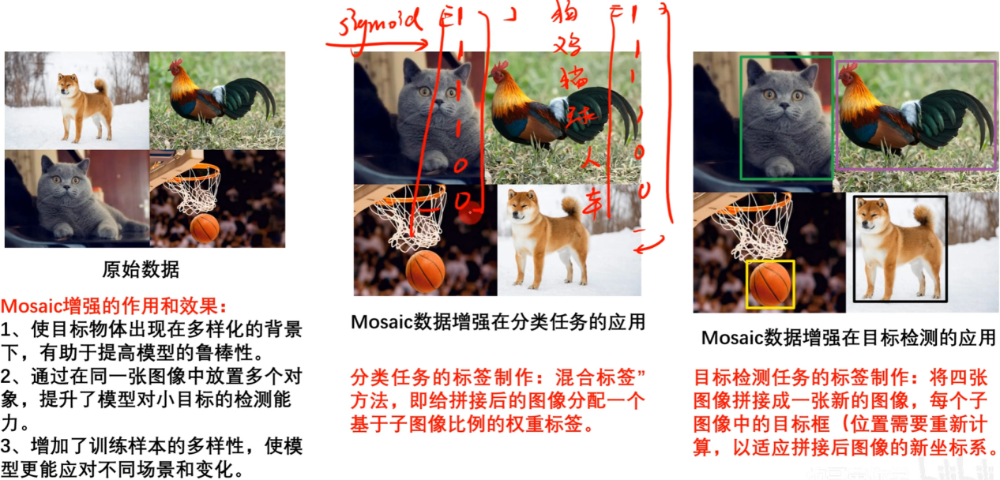 sigmoid
1
1
1
1
0
0
狗
鸡
猫
球
人
车
1
1
1
1
0
0
原始数据
Mosaic增强的作用和效果：
1、使目标物体出现在多样化的背景
下，有助于提高模型的鲁棒性。
2、通过在同一张图像中放置多个对
象，提升了模型对小目标的检测能
力。
3、增加了训练样本的多样性，使模
型更能应对不同场景和变化。
Mosaic数据增强在分类任务的应用
分类任务的标签制作：混合标签”
方法，即给拼接后的图像分配一个
基于子图像比例的权重标签。
Mosaic数据增强在目标检测的应用
目标检测任务的标签制作：将四张
图像拼接成一张新的图像，每个子
图像中的目标框（位置需要重新计
算，以适应拼接后图像的新坐标系。